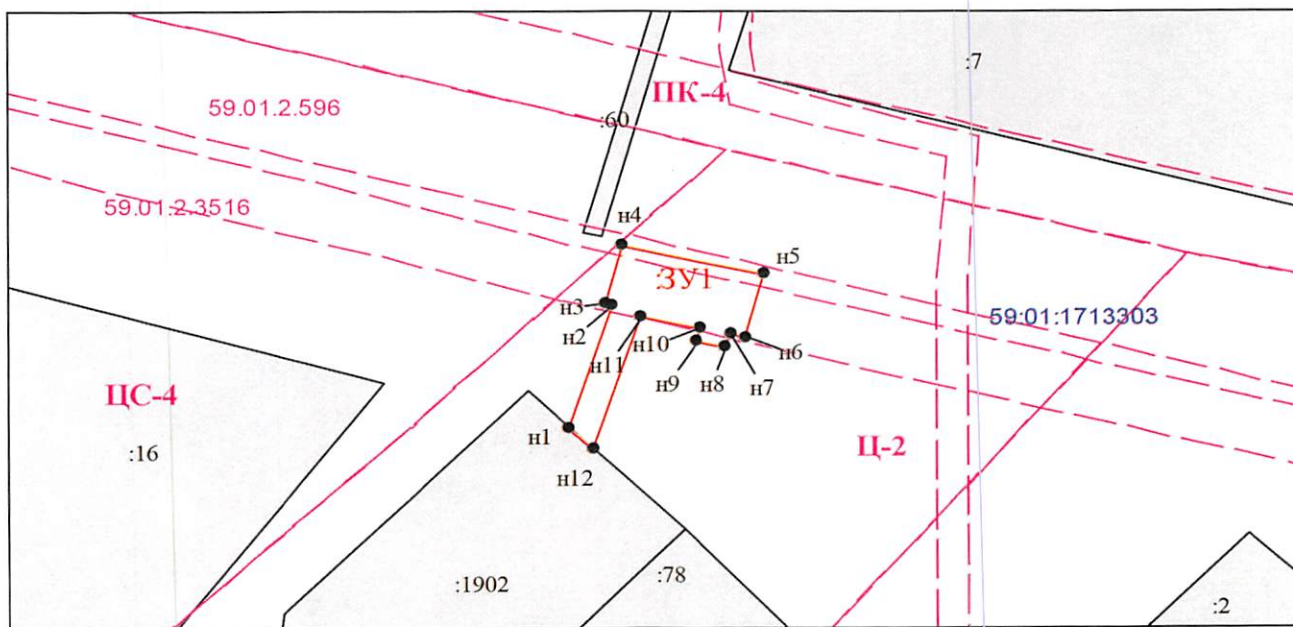 :7
ПК-4
59.01.2.596
:60
59.01.2.3516
н4
н5
:ЗУ1
н3
н2
59:01:1713303
н10
н6
н11
н9
н8
н7
ЦС-4
:16
н1
Ц-2
н12
:1902
:78
:2